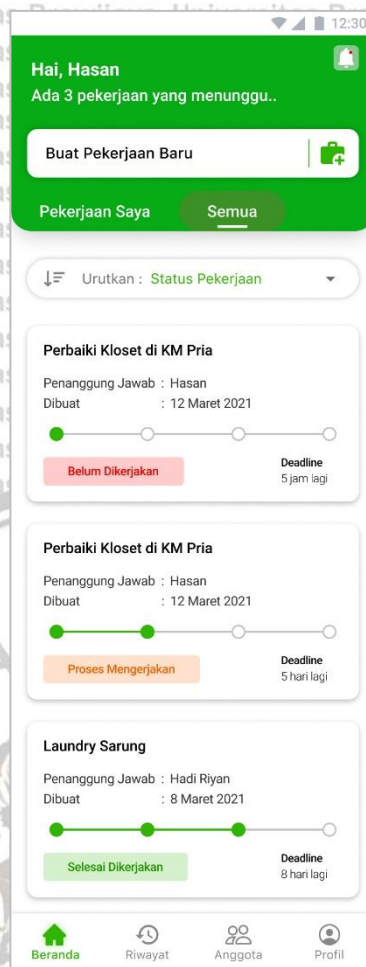 12:30
Hai, Hasan
Ada 3 pekerjaan yang menunggu..
Buat Pekerjaan Baru
Pekerjaan Saya Semua
Urutkan : Status Pekerjaan
Perbaiki Kloset di KM Pria
Penanggung Jawab : Hasan
Dibuat : 12 Maret 2021
Belum Dikerjakan
Deadline
5 jam lagi
Perbaiki Kloset di KM Pria
Penanggung Jawab : Hasan
Dibuat : 12 Maret 2021
Proses Mengerjakan
Deadline
5 hari lagi
Laundry Sarung
Penanggung Jawab : Hadi Riyan
Dibuat : 8 Maret 2021
Selesai Dikerjakan
Deadline
8 hari lagi
Beranda Riwayat Anggota Profil